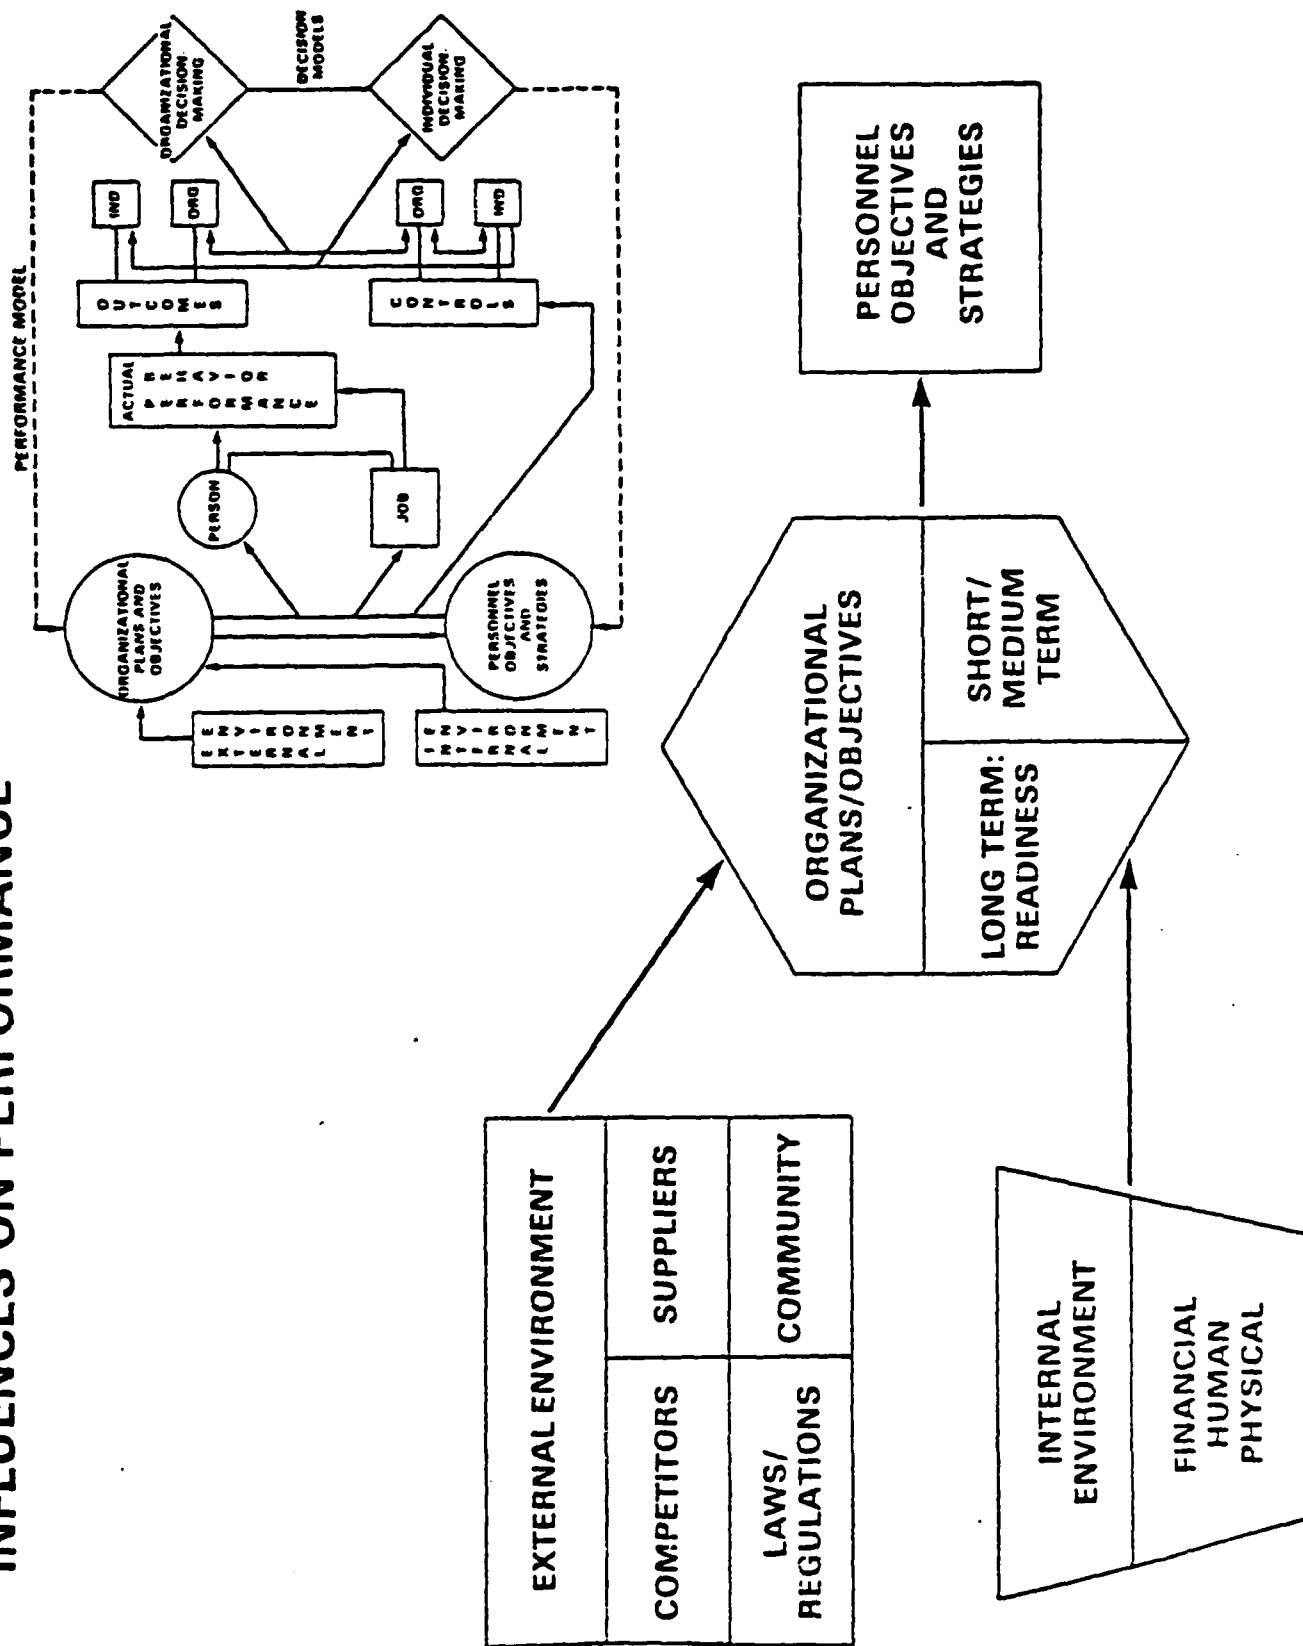 INFLUENCES ON PERFORMANCE
PERFORMANCE MODEL
EXTERNAL
ENVIRONMENT
INTERNAL
ENVIRONMENT
ORGANIZATIONAL
PLANS AND
OBJECTIVES
PERSONNEL
OBJECTIVES
AND
STRATEGIES
PERSON
JOB
ACTUAL
BEHAVIOR
PERFORMANCE
OUTCOMES
CONTROLS
IND
ORG
ORG
IND
ORGANIZATIONAL
DECISION-
MAKING
DECISION
MODELS
INDIVIDUAL
DECISION-
MAKING
EXTERNAL ENVIRONMENT
COMPETITORS
SUPPLIERS
LAWS/
REGULATIONS
COMMUNITY
INTERNAL
ENVIRONMENT
FINANCIAL
HUMAN
PHYSICAL
ORGANIZATIONAL
PLANS/OBJECTIVES
LONG TERM:
READINESS
SHORT/
MEDIUM
TERM
PERSONNEL
OBJECTIVES
AND
STRATEGIES